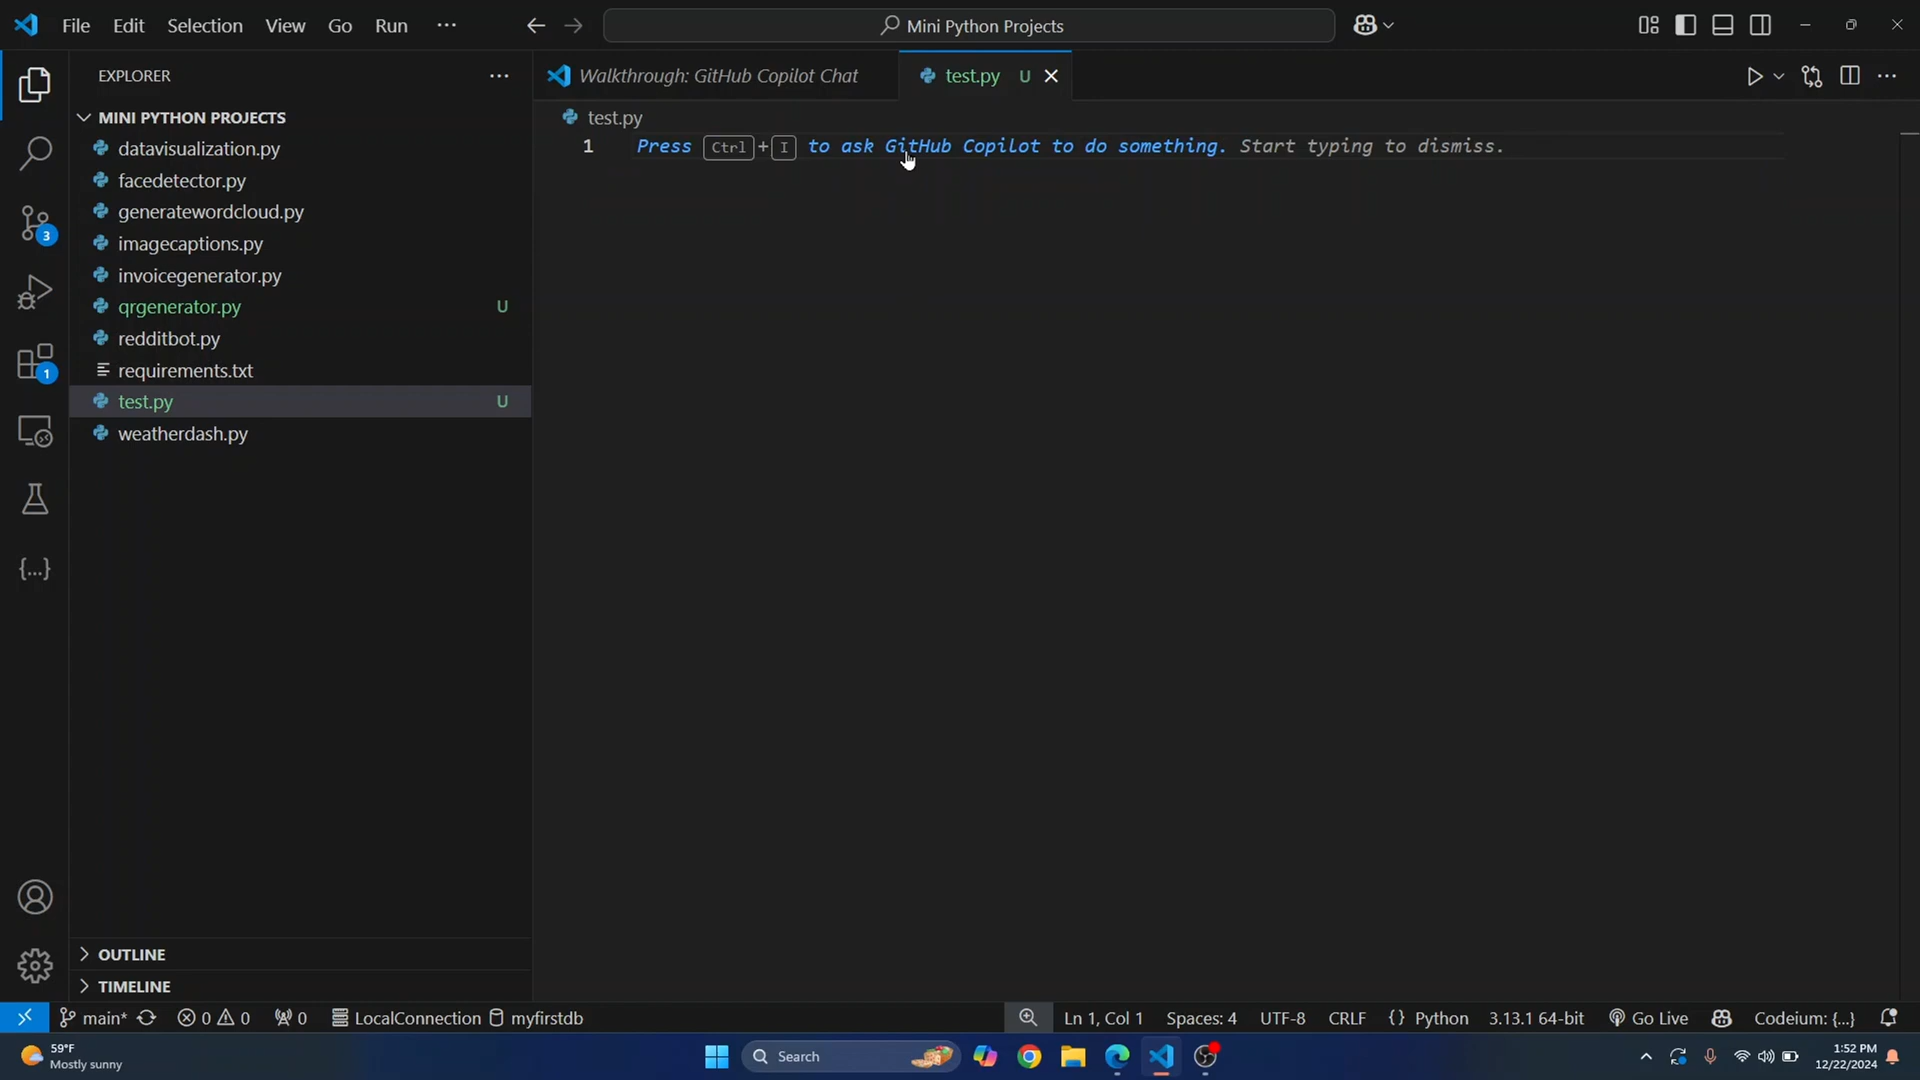 File Edit Selection View Go Run ···
Mini Python Projects
EXPLORER ···
Walkthrough: GitHub Copilot Chat
test.py U
MINI PYTHON PROJECTS
test.py
datavisualization.py
1 Press Ctrl+I to ask GitHub Copilot to do something. Start typing to dismiss.
facedetector.py
generatewordcloud.py
3
imagecaptions.py
invoicegenerator.py
qrgenerator.py U
redditbot.py
1
requirements.txt
test.py U
weatherdash.py
{...}
OUTLINE
TIMELINE
main* 0 0 0 LocalConnection myfirstdb Ln 1, Col 1 Spaces: 4 UTF-8 CRLF {} Python 3.13.1 64-bit Go Live Codeium: {...}
59°F
Mostly sunny
Search
1:52 PM
12/22/2024